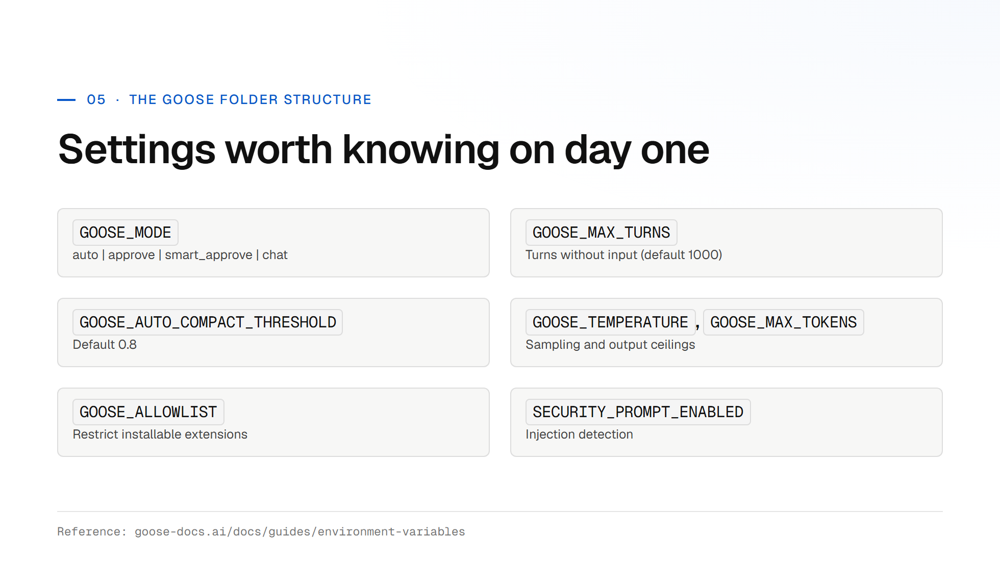 05 · THE GOOSE FOLDER STRUCTURE
Settings worth knowing on day one
GOOSE_MODE
auto | approve | smart_approve | chat
GOOSE_MAX_TURNS
Turns without input (default 1000)
GOOSE_AUTO_COMPACT_THRESHOLD
Default 0.8
GOOSE_TEMPERATURE, GOOSE_MAX_TOKENS
Sampling and output ceilings
GOOSE_ALLOWLIST
Restrict installable extensions
SECURITY_PROMPT_ENABLED
Injection detection
Reference: goose-docs.ai/docs/guides/environment-variables